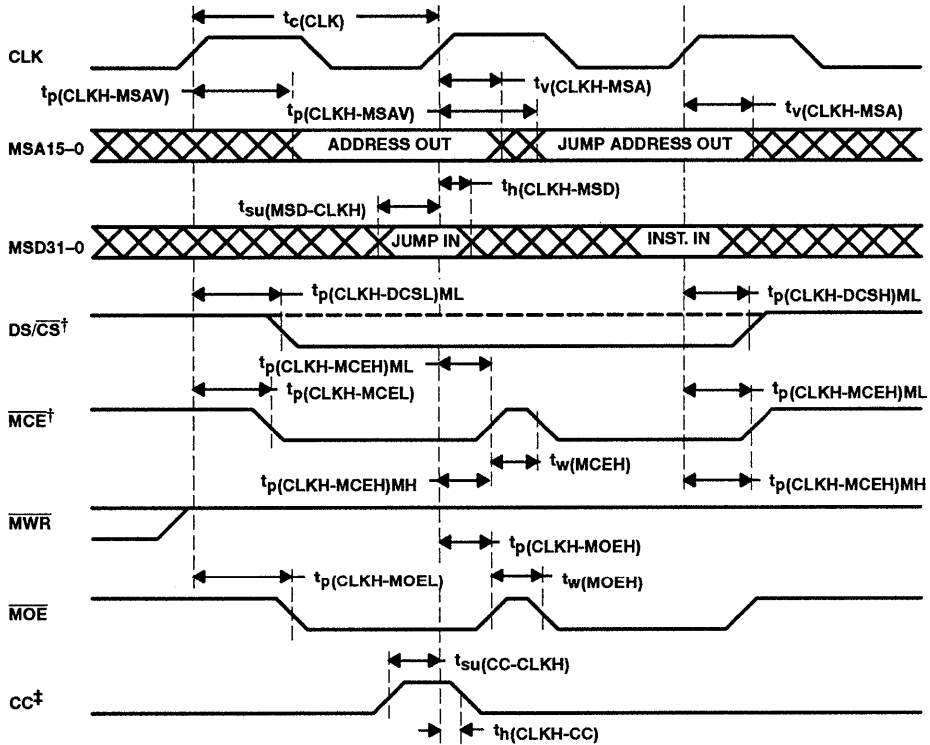 tc(CLK)
CLK
tp(CLKH-MSAV)
tv(CLKH-MSA)
tp(CLKH-MSAV)
tv(CLKH-MSA)
MSA15–0
ADDRESS OUT
JUMP ADDRESS OUT
th(CLKH-MSD)
tsu(MSD-CLKH)
MSD31–0
JUMP IN
INST. IN
tp(CLKH-DCSL)ML
tp(CLKH-DCSH)ML
DS/C̅S̅†
tp(CLKH-MCEH)ML
tp(CLKH-MCEL)
tp(CLKH-MCEH)ML
M̅C̅E̅†
tw(MCEH)
tp(CLKH-MCEH)MH
tp(CLKH-MCEH)MH
M̅W̅R̅
tp(CLKH-MOEH)
tp(CLKH-MOEL)
tw(MOEH)
M̅O̅E̅
tsu(CC-CLKH)
CC‡
th(CLKH-CC)